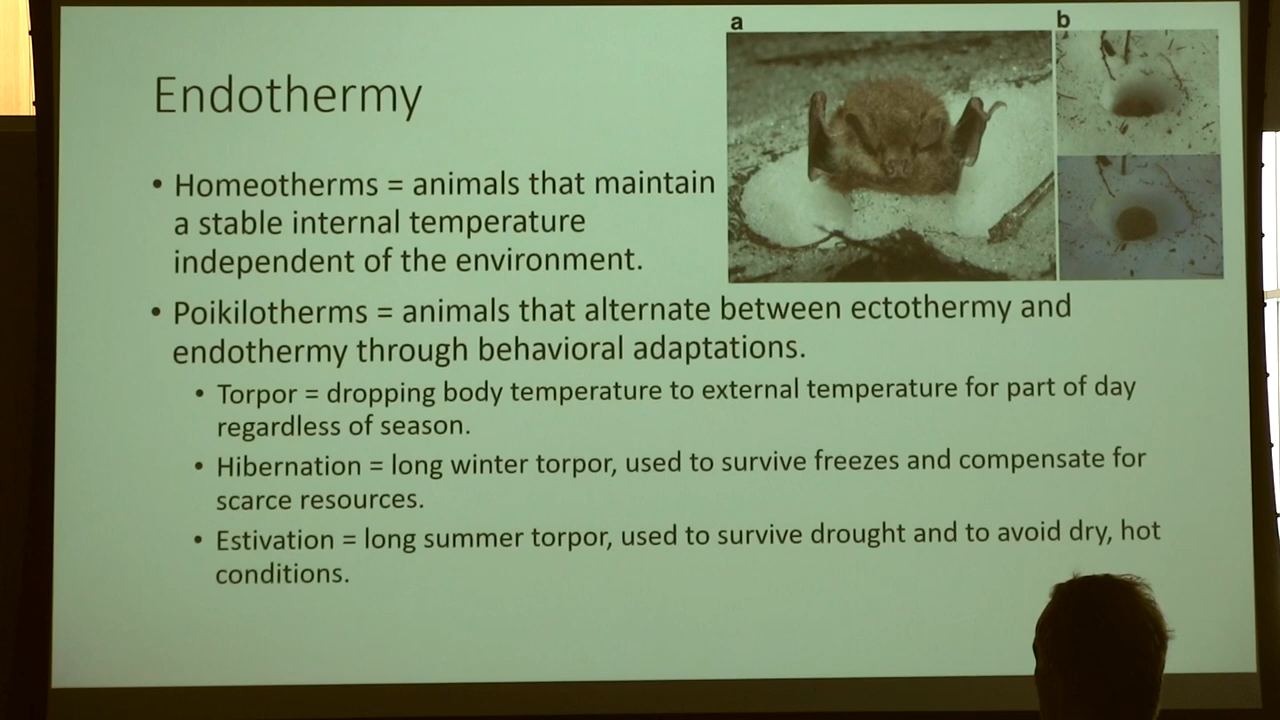 a
b
Endothermy
• Homeotherms = animals that maintain
a stable internal temperature
independent of the environment.
• Poikilotherms = animals that alternate between ectothermy and
endothermy through behavioral adaptations.
• Torpor = dropping body temperature to external temperature for part of day
regardless of season.
• Hibernation = long winter torpor, used to survive freezes and compensate for
scarce resources.
• Estivation = long summer torpor, used to survive drought and to avoid dry, hot
conditions.